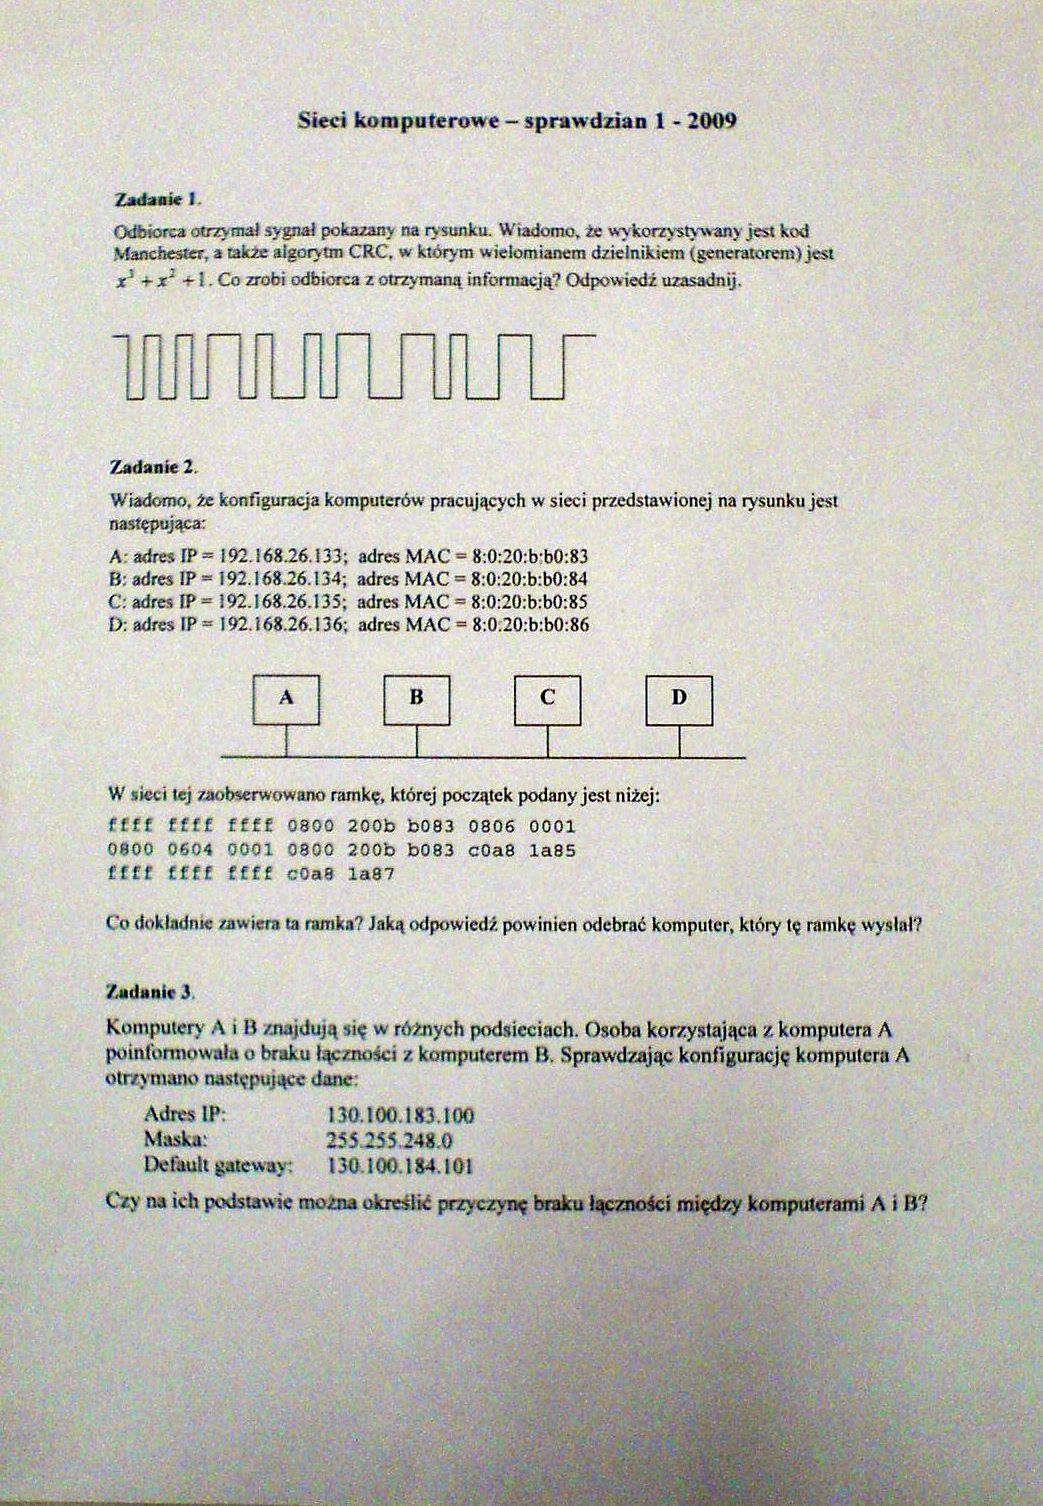 Sieci komputerowe – sprawdzian 1 - 2009
Zadanie 1.
Odbiorca otrzymał sygnał pokazany na rysunku. Wiadomo, że wykorzystywany jest kod
Manchester, a także algorytm CRC, w którym wielomianem dzielnikiem (generatorem) jest
x³ + x² + 1. Co zrobi odbiorca z otrzymaną informacją? Odpowiedź uzasadnij.
Zadanie 2.
Wiadomo, że konfiguracja komputerów pracujących w sieci przedstawionej na rysunku jest
następująca:
A: adres IP = 192.168.26.133; adres MAC = 8:0:20:b:b0:83
B: adres IP = 192.168.26.134; adres MAC = 8:0:20:b:b0:84
C: adres IP = 192.168.26.135; adres MAC = 8:0:20:b:b0:85
D: adres IP = 192.168.26.136; adres MAC = 8:0:20:b:b0:86
A B C D
W sieci tej zaobserwowano ramkę, której początek podany jest niżej:
ffff ffff ffff 0800 200b b083 0806 0001
0800 0604 0001 0800 200b b083 c0a8 1a85
ffff ffff ffff c0a8 1a87
Co dokładnie zawiera ta ramka? Jaką odpowiedź powinien odebrać komputer, który tę ramkę wysłał?
Zadanie 3.
Komputery A i B znajdują się w różnych podsieciach. Osoba korzystająca z komputera A
poinformowała o braku łączności z komputerem B. Sprawdzając konfigurację komputera A
otrzymano następujące dane:
Adres IP: 130.100.183.100
Maska: 255.255.248.0
Default gateway: 130.100.184.101
Czy na ich podstawie można określić przyczynę braku łączności między komputerami A i B?